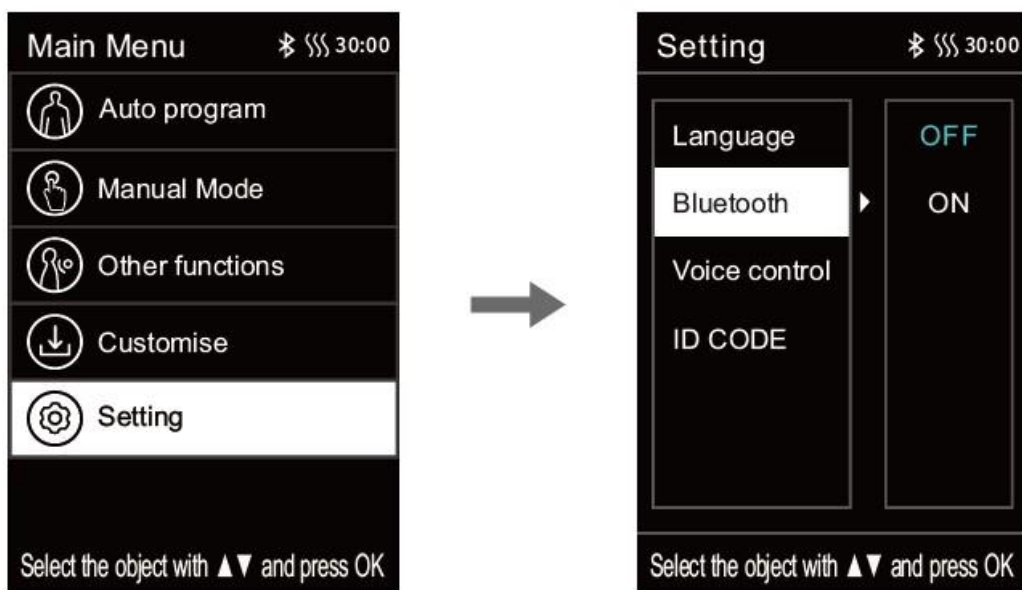 Main Menu 30:00
Auto program
Manual Mode
Other functions
Customise
Setting
Select the object with ▲▼ and press OK
Setting 30:00
Language
Bluetooth
Voice control
ID CODE
OFF
ON
Select the object with ▲▼ and press OK